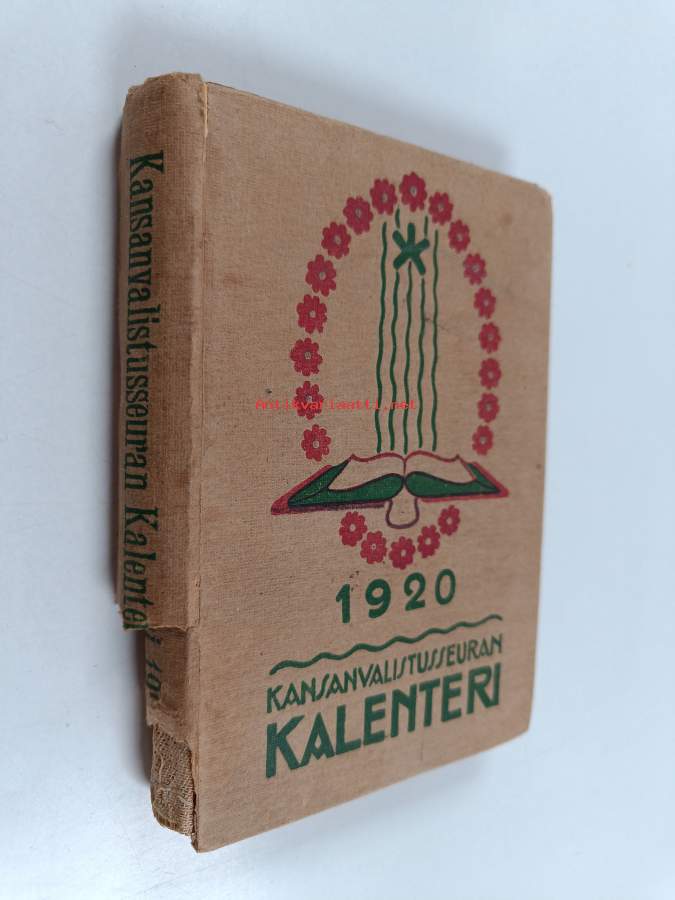 Kansanvalistusseuran Kalenteri
Antikvariaatti.net
1920
KANSANVALISTUSSEURAN
KALENTERI